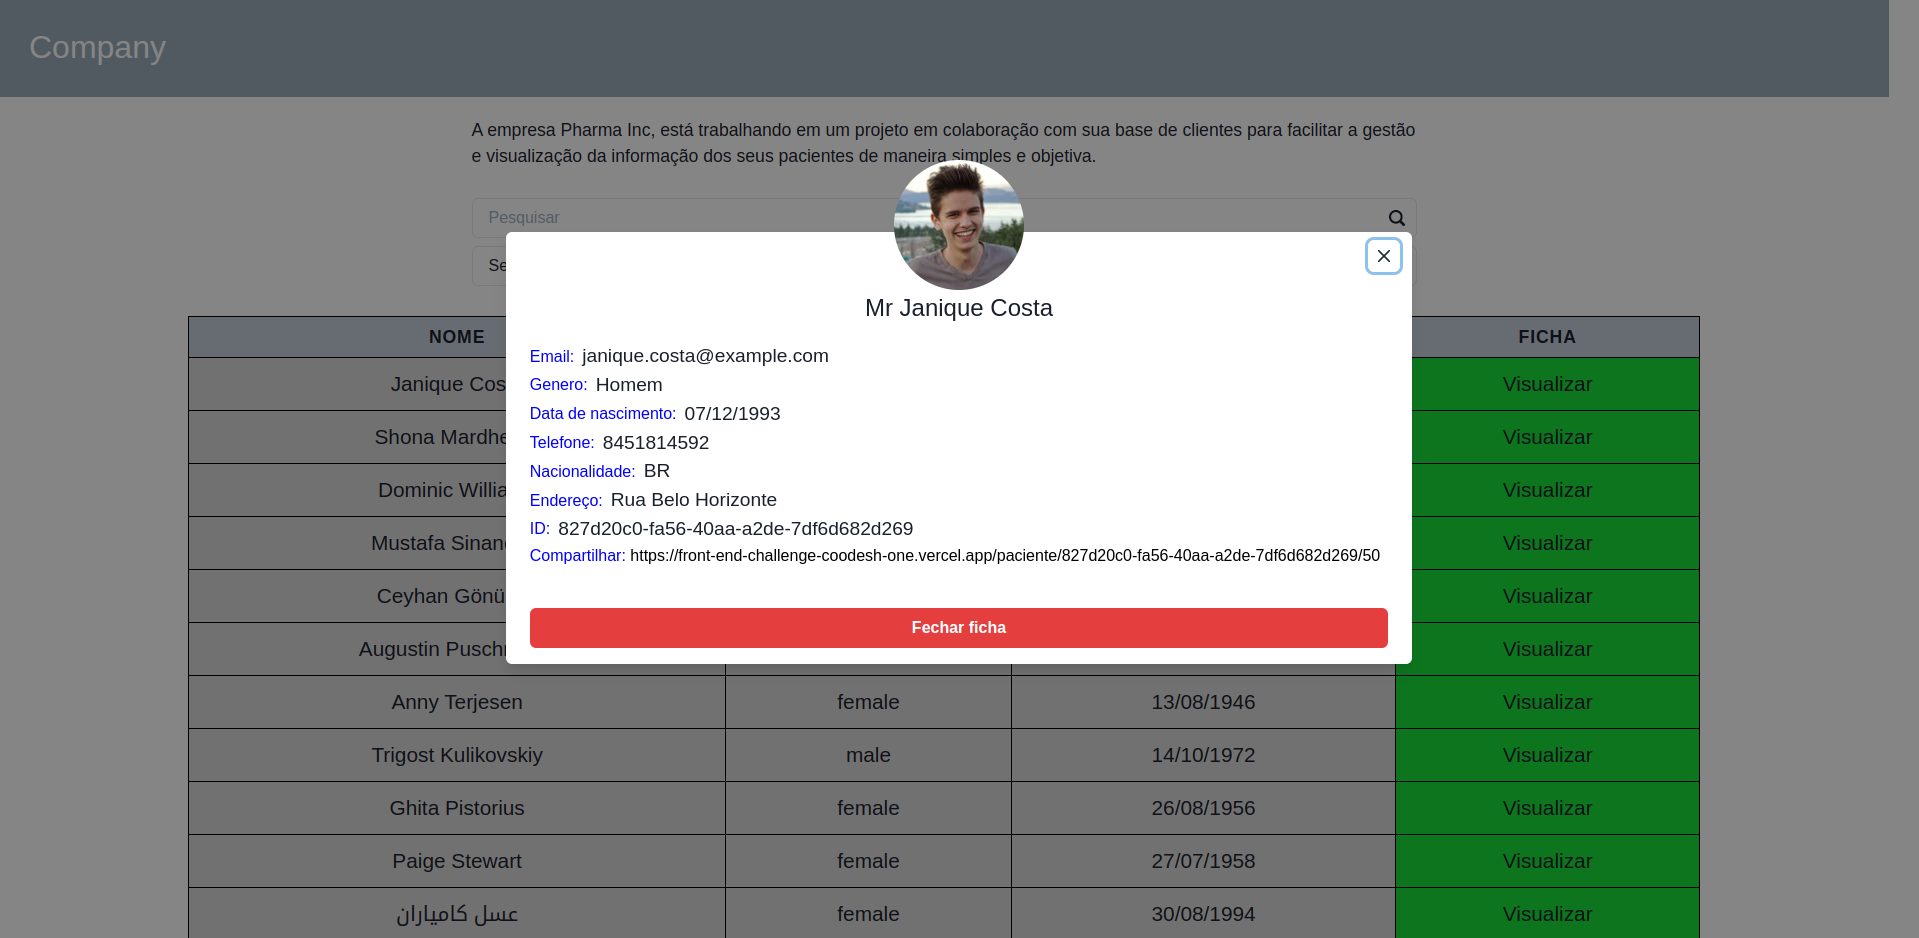 Company
A empresa Pharma Inc, está trabalhando em um projeto em colaboração com sua base de clientes para facilitar a gestão
e visualização da informação dos seus pacientes de maneira simples e objetiva.
Pesquisar
Se
Mr Janique Costa
Email: janique.costa@example.com
Genero: Homem
Data de nascimento: 07/12/1993
Telefone: 8451814592
Nacionalidade: BR
Endereço: Rua Belo Horizonte
ID: 827d20c0-fa56-40aa-a2de-7df6d682d269
Compartilhar: https://front-end-challenge-coodesh-one.vercel.app/paciente/827d20c0-fa56-40aa-a2de-7df6d682d269/50
Fechar ficha
NOME FICHA
Janique Cos Visualizar
Shona Mardhe Visualizar
Dominic Willia Visualizar
Mustafa Sinan Visualizar
Ceyhan Gönü Visualizar
Augustin Pusch Visualizar
Anny Terjesen female 13/08/1946 Visualizar
Trigost Kulikovskiy male 14/10/1972 Visualizar
Ghita Pistorius female 26/08/1956 Visualizar
Paige Stewart female 27/07/1958 Visualizar
عسل كامياران female 30/08/1994 Visualizar